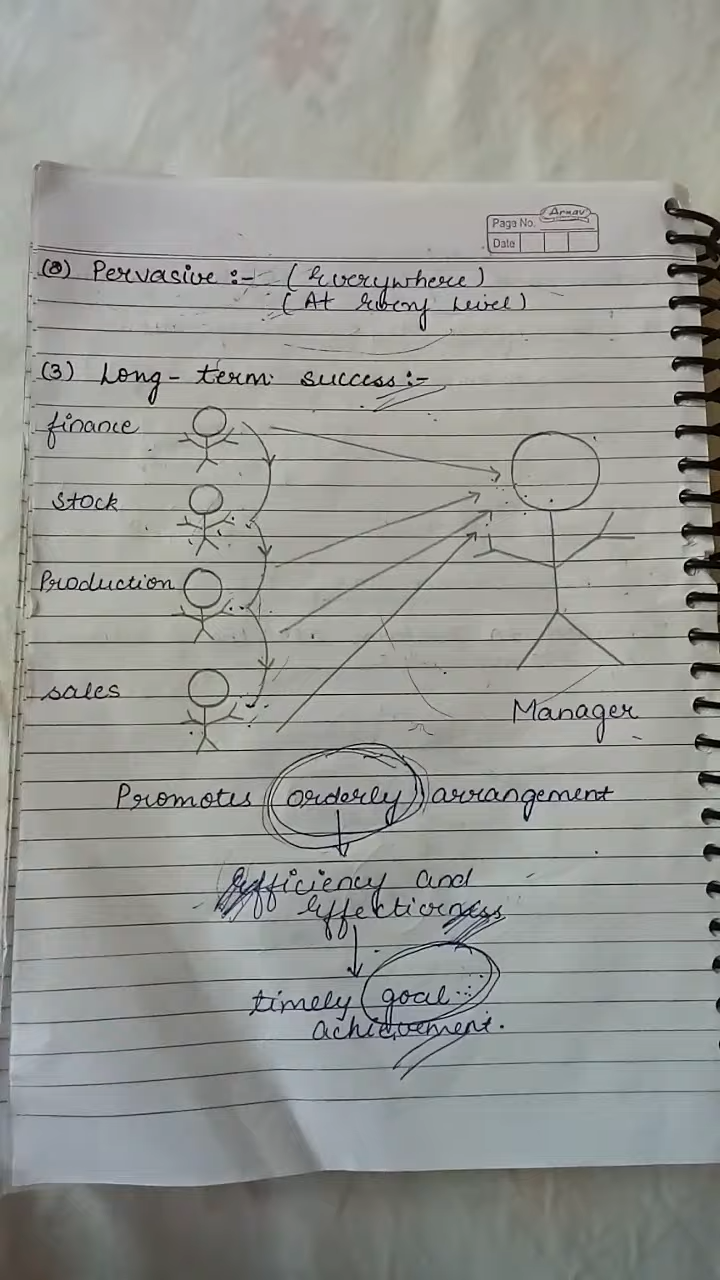 Arnav
Page No.
Date
(8) Pervasive :- (Everywhere)
(At every Level)
(3) Long-term success :-
finance
Stock
Production
sales
Manager
Promotes orderly arrangement
Efficiency and
effectiveness
timely goal
achievement.